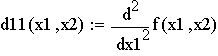 d11(x1,x2) := d²/dx1² f(x1,x2)